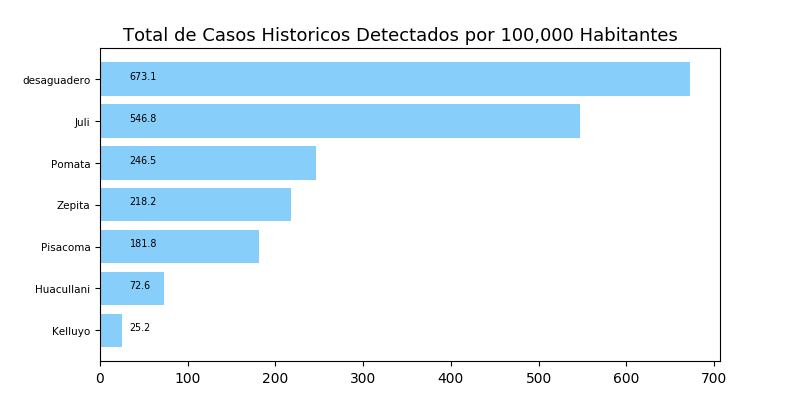 Total de Casos Historicos Detectados por 100,000 Habitantes
desaguadero 673.1
Juli 546.8
Pomata 246.5
Zepita 218.2
Pisacoma 181.8
Huacullani 72.6
Kelluyo 25.2
0 100 200 300 400 500 600 700